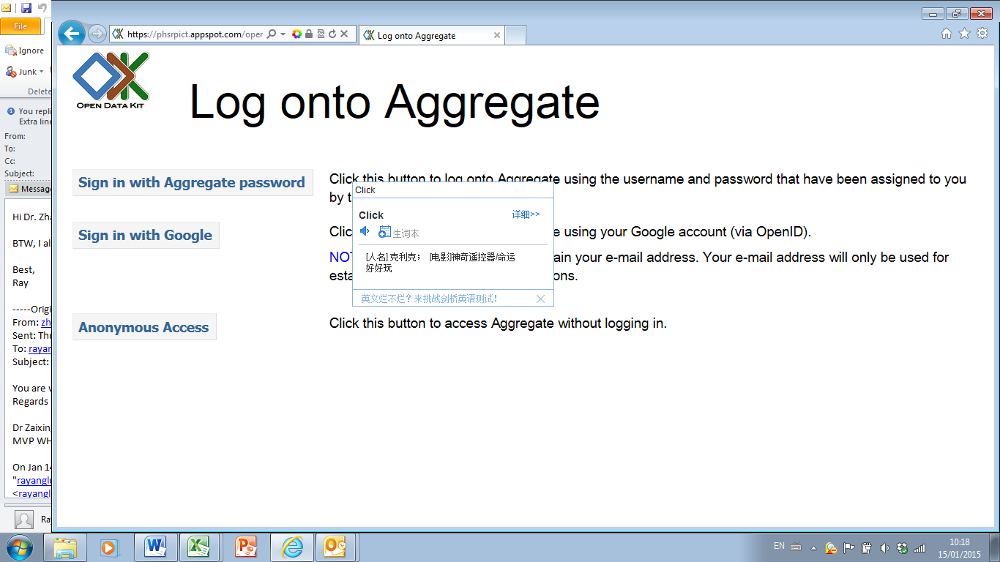 File
Ignore
Junk
Delete
You repli
Extra line
From:
To:
Cc:
Subject:
Message
Hi Dr. Zha
BTW, I al
Best,
Ray
-----Origi
From: zh
Sent: Thu
To: rayan
Subject:
You are w
Regards
Dr Zaixin
MVP WH
On Jan 14
"rayanglu
<rayangl
Ra
https://phsrpict.appspot.com/oper
Log onto Aggregate
OPEN DATA KIT
Log onto Aggregate
Sign in with Aggregate password
Click this button to log onto Aggregate using the username and password that have been assigned to you
by t
Sign in with Google
Clic
e using your Google account (via OpenID).
NOT
ain your e-mail address. Your e-mail address will only be used for
esta
ons.
Click
Click
详细>>
生词本
[人名] 克利克； [电影]神奇遥控器/命运
好好玩
英文烂不烂？来挑战剑桥英语测试！
Anonymous Access
Click this button to access Aggregate without logging in.
EN
10:18
15/01/2015